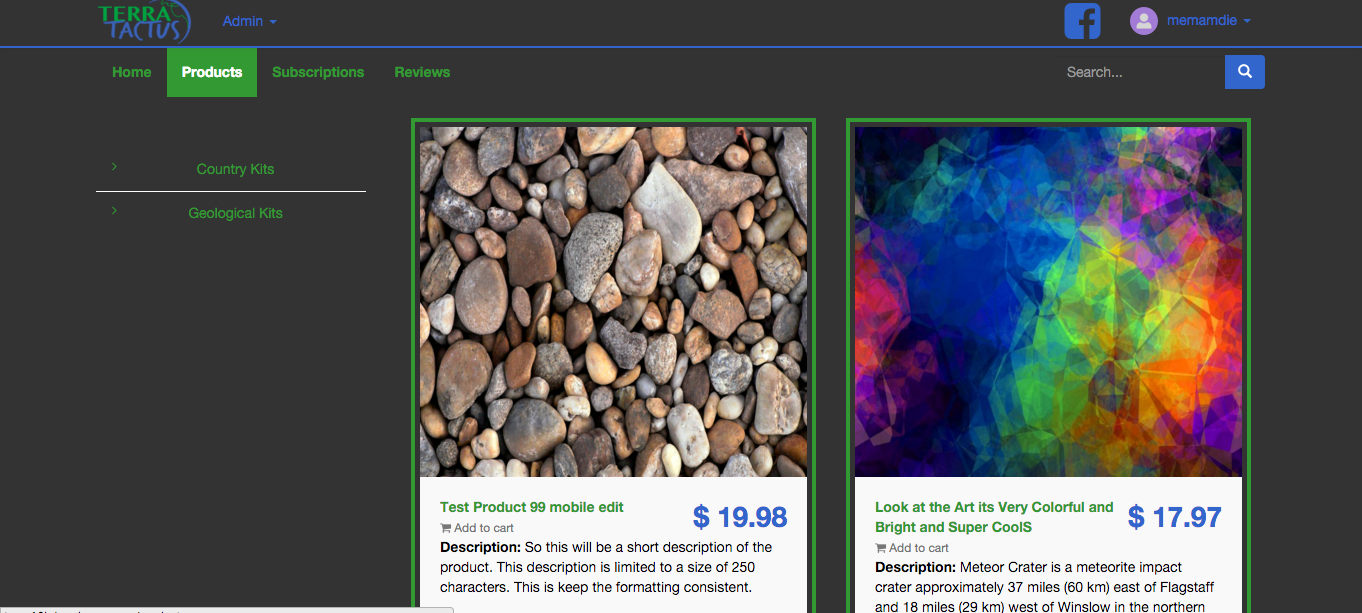 TERRA
TACTUS
Admin
memamdie
Home
Products
Subscriptions
Reviews
Search...
Country Kits
Geological Kits
Test Product 99 mobile edit
$ 19.98
Add to cart
Description: So this will be a short description of the
product. This description is limited to a size of 250
characters. This is keep the formatting consistent.
Look at the Art its Very Colorful and
Bright and Super CoolS
$ 17.97
Add to cart
Description: Meteor Crater is a meteorite impact
crater approximately 37 miles (60 km) east of Flagstaff
and 18 miles (29 km) west of Winslow in the northern